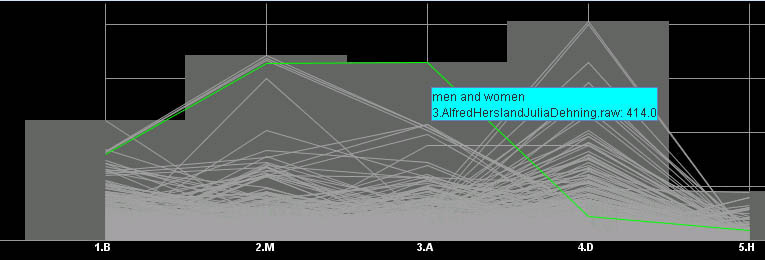 men and women
3.AlfredHerslandJuliaDehning.raw: 414.0
1.B 2.M 3.A 4.D 5.H